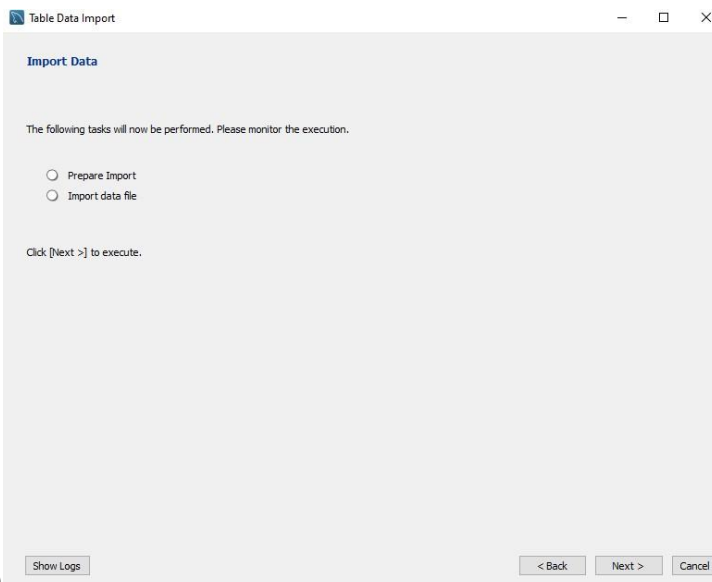 Table Data Import
Import Data
The following tasks will now be performed. Please monitor the execution.
Prepare Import
Import data file
Click [Next >] to execute.
Show Logs
< Back
Next >
Cancel